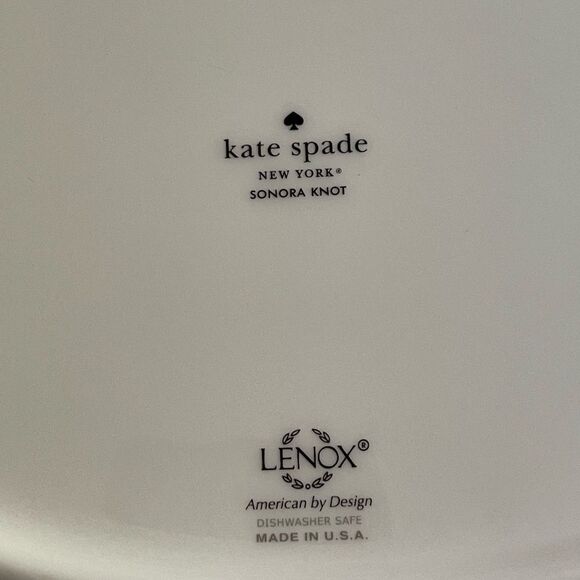 kate spade
NEW YORK®
SONORA KNOT
LENOX®
American by Design
DISHWASHER SAFE
MADE IN U.S.A.